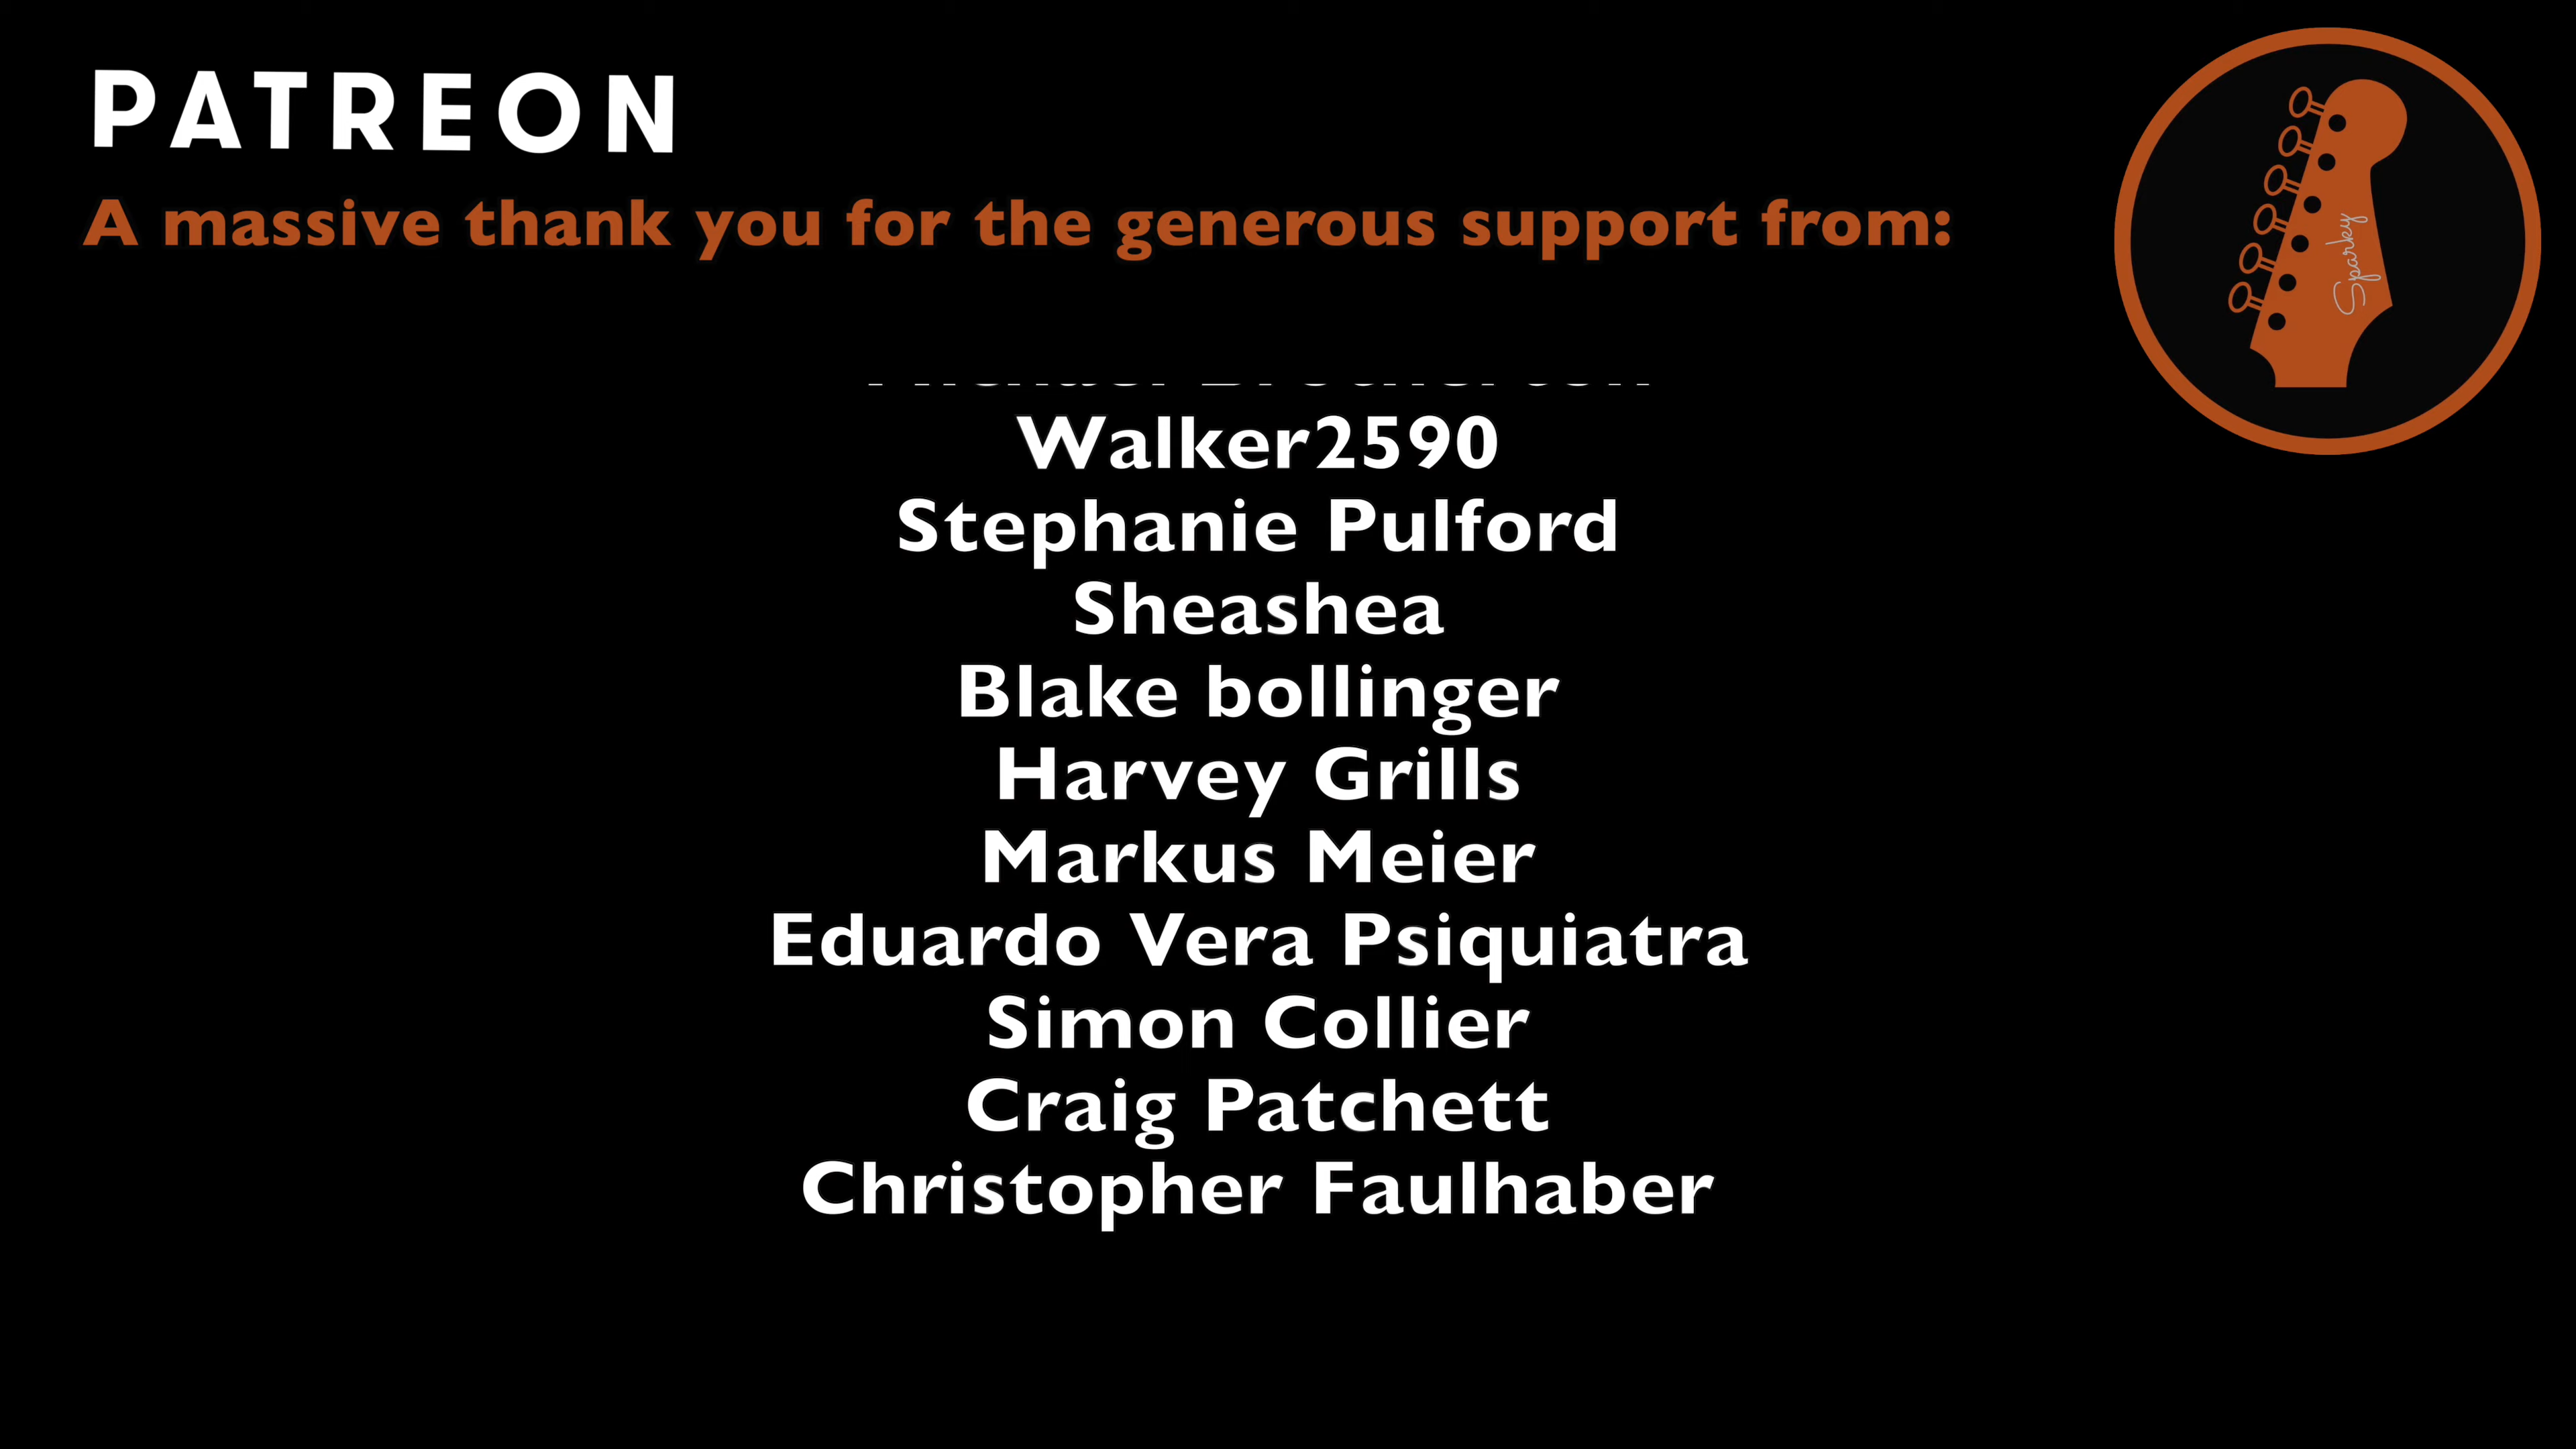 PATREON
A massive thank you for the generous support from:
Sparky
Walker2590
Stephanie Pulford
Sheashea
Blake bollinger
Harvey Grills
Markus Meier
Eduardo Vera Psiquiatra
Simon Collier
Craig Patchett
Christopher Faulhaber